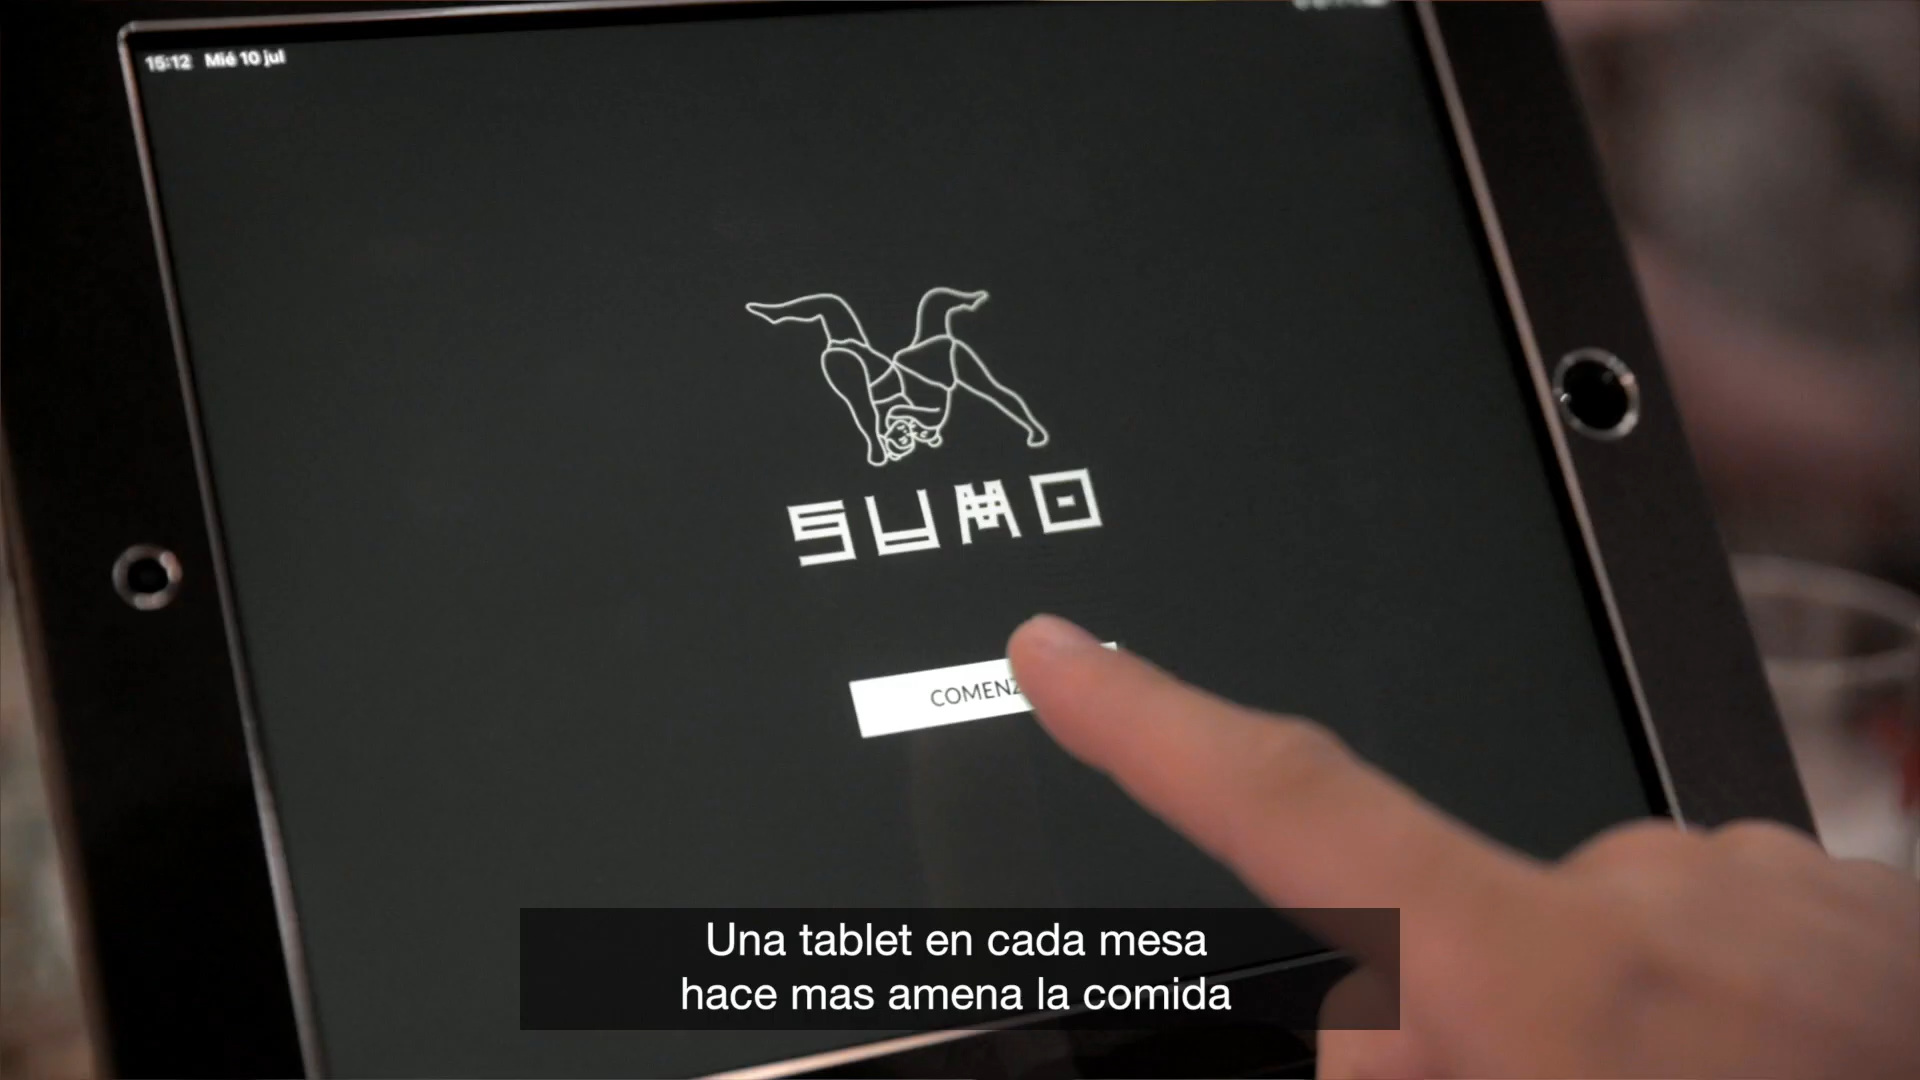 15:12 Mié 10 jul
SUMO
COMENZ
Una tablet en cada mesa
hace mas amena la comida